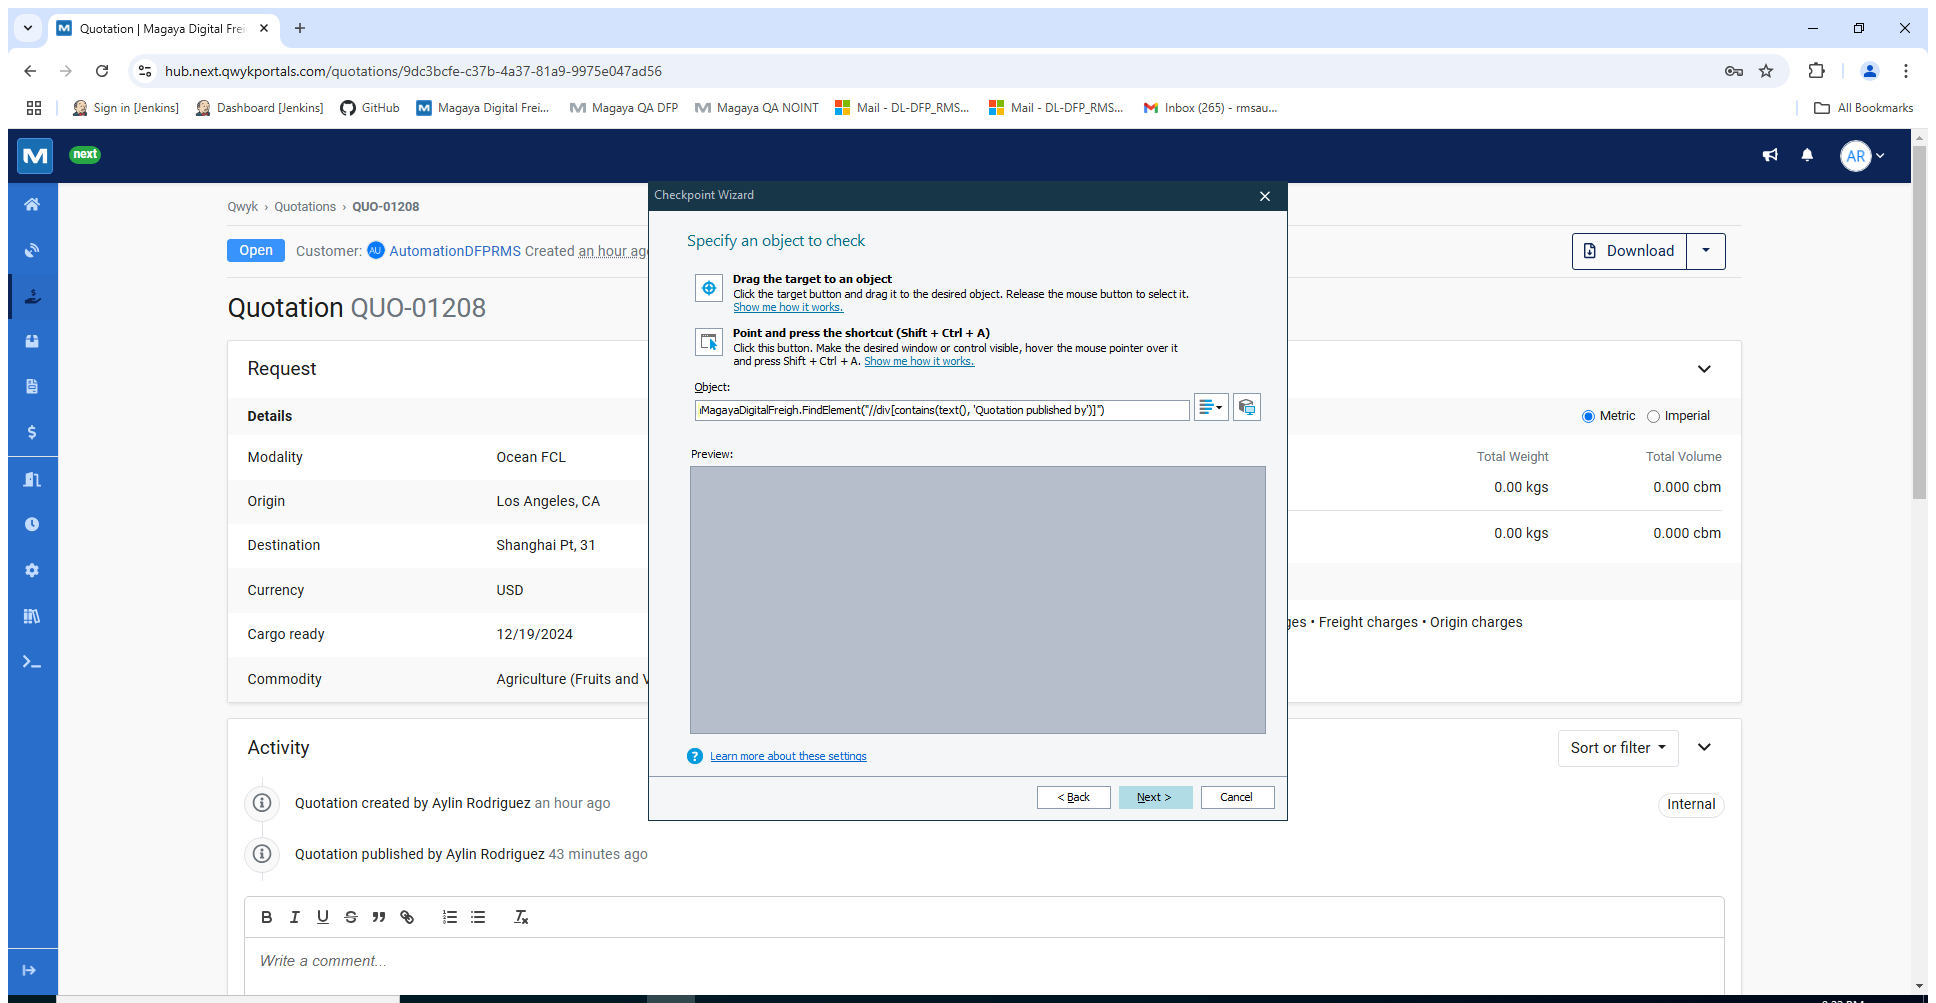 Quotation | Magaya Digital Frei
hub.next.qwykportals.com/quotations/9dc3bcfe-c37b-4a37-81a9-9975e047ad56
Sign in [Jenkins]
Dashboard [Jenkins]
GitHub
Magaya Digital Frei...
Magaya QA DFP
Magaya QA NOINT
Mail - DL-DFP_RMS...
Mail - DL-DFP_RMS...
Inbox (265) - rmsau...
All Bookmarks
next
AR
Qwyk › Quotations › QUO-01208
Open
Customer: AU AutomationDFPRMS Created an hour ago
Download
Quotation QUO-01208
Request
Details
Metric
Imperial
Modality
Ocean FCL
Total Weight
Total Volume
0.00 kgs
0.000 cbm
Origin
Los Angeles, CA
0.00 kgs
0.000 cbm
Destination
Shanghai Pt, 31
Currency
USD
Cargo ready
12/19/2024
ges • Freight charges • Origin charges
Commodity
Agriculture (Fruits and V
Activity
Sort or filter
Quotation created by Aylin Rodriguez an hour ago
Internal
Quotation published by Aylin Rodriguez 43 minutes ago
B I U S
Write a comment...
Checkpoint Wizard
Specify an object to check
Drag the target to an object
Click the target button and drag it to the desired object. Release the mouse button to select it.
Show me how it works.
Point and press the shortcut (Shift + Ctrl + A)
Click this button. Make the desired window or control visible, hover the mouse pointer over it
and press Shift + Ctrl + A. Show me how it works.
Object:
MagayaDigitalFreigh.FindElement("//div[contains(text(), 'Quotation published by')]")
Preview:
Learn more about these settings
< Back
Next >
Cancel